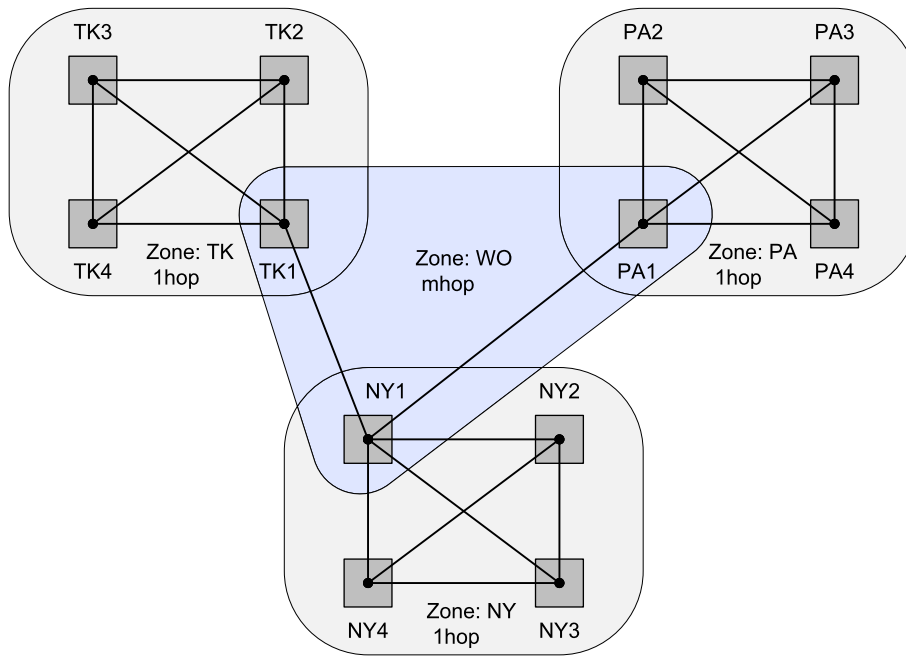 TK3
TK2
PA2
PA3
Zone: TK
1hop
TK4
TK1
Zone: WO
mhop
Zone: PA
1hop
PA1
PA4
NY1
NY2
Zone: NY
1hop
NY4
NY3